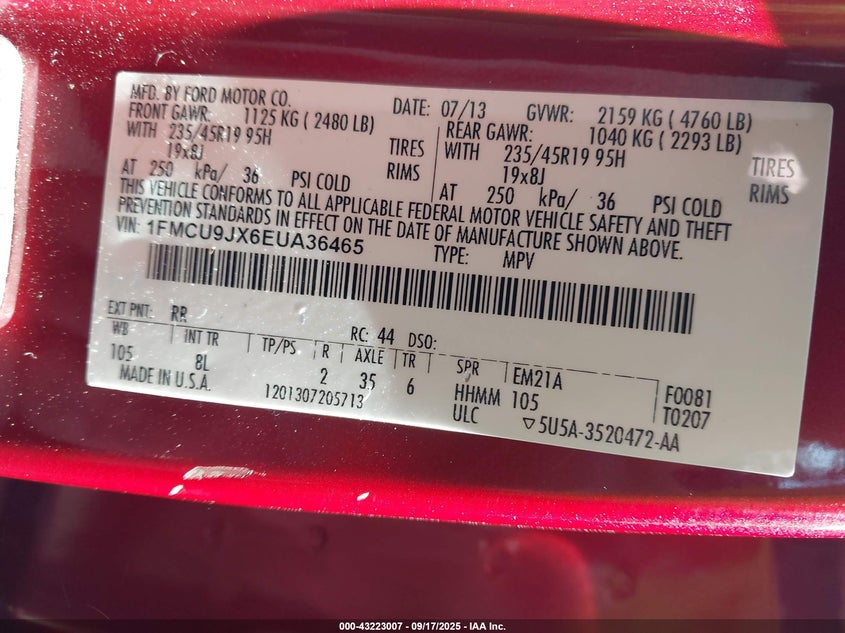 MFD. BY FORD MOTOR CO.
DATE: 07/13 GVWR: 2159 KG ( 4760 LB)
FRONT GAWR: 1125 KG ( 2480 LB)
WITH 235/45R19 95H TIRES
19x8J RIMS
AT 250 kPa/ 36 PSI COLD
REAR GAWR: 1040 KG ( 2293 LB)
WITH 235/45R19 95H TIRES
19x8J RIMS
AT 250 kPa/ 36 PSI COLD
THIS VEHICLE CONFORMS TO ALL APPLICABLE FEDERAL MOTOR VEHICLE SAFETY AND THEFT
PREVENTION STANDARDS IN EFFECT ON THE DATE OF MANUFACTURE SHOWN ABOVE.
VIN: 1FMCU9JX6EUA36465 TYPE: MPV
EXT PNT: RR RC: 44 DSO:
WB INT TR TP/PS R AXLE TR SPR EM21A F0081
105 8L 2 35 6 HHMM 105 T0207
MADE IN U.S.A. 1201307205713 ULC ▽5U5A-3520472-AA
000-43223007 - 09/17/2025 - IAA Inc.